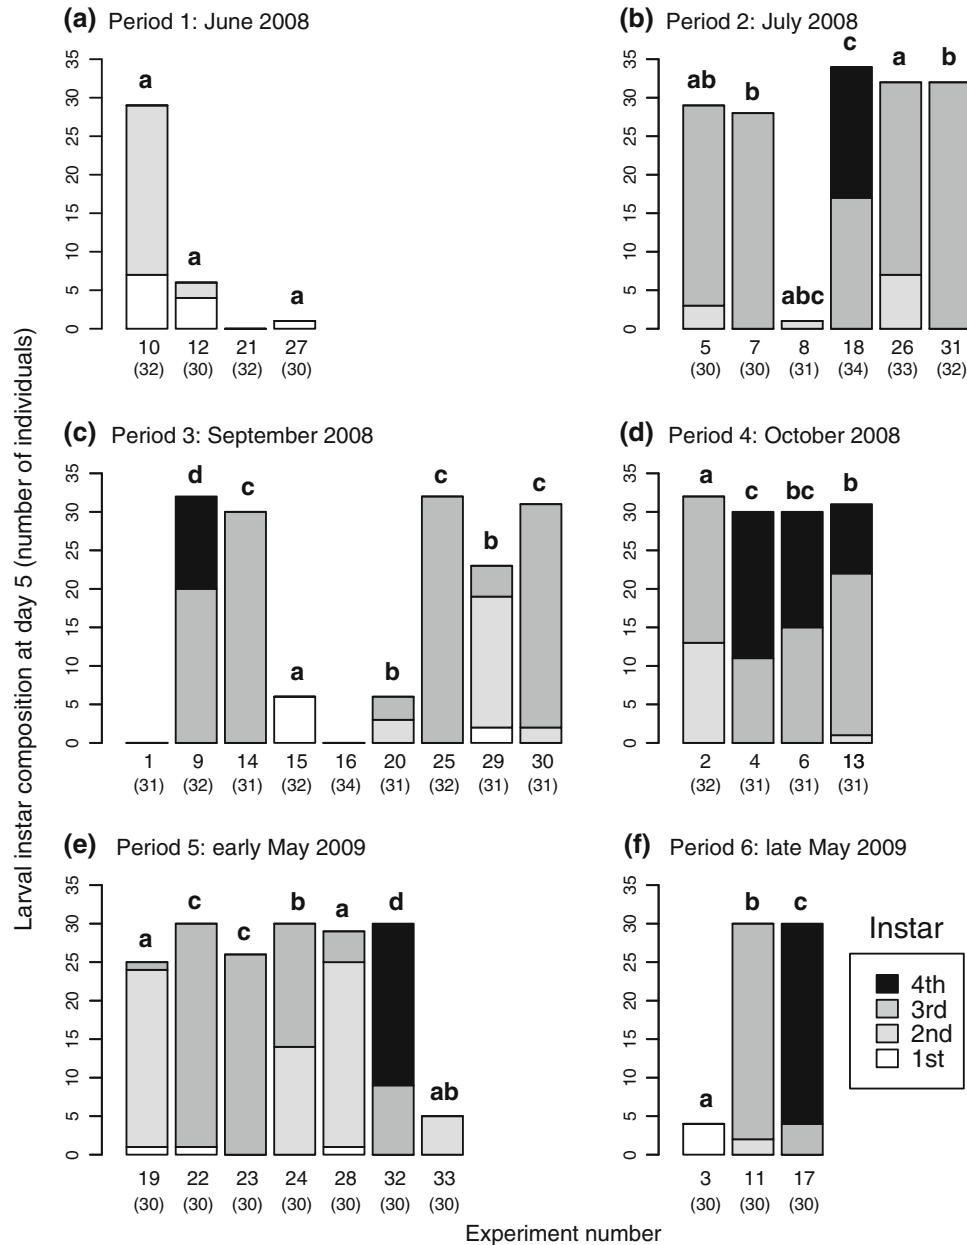 (a) Period 1: June 2008
a
a
a
0 5 10 15 20 25 30 35
10 12 21 27
(32) (30) (32) (30)
(b) Period 2: July 2008
ab b abc c a b
0 5 10 15 20 25 30 35
5 7 8 18 26 31
(30) (30) (31) (34) (33) (32)
Larval instar composition at day 5 (number of individuals)
(c) Period 3: September 2008
d c a b c b c
0 5 10 15 20 25 30 35
1 9 14 15 16 20 25 29 30
(31) (32) (31) (32) (34) (31) (32) (31) (31)
(d) Period 4: October 2008
a c bc b
0 5 10 15 20 25 30 35
2 4 6 13
(32) (31) (31) (31)
(e) Period 5: early May 2009
a c c b a d ab
0 5 10 15 20 25 30 35
19 22 23 24 28 32 33
(30) (30) (30) (30) (30) (30) (30)
(f) Period 6: late May 2009
a b c
0 5 10 15 20 25 30 35
3 11 17
(30) (30) (30)
Instar
4th
3rd
2nd
1st
Experiment number